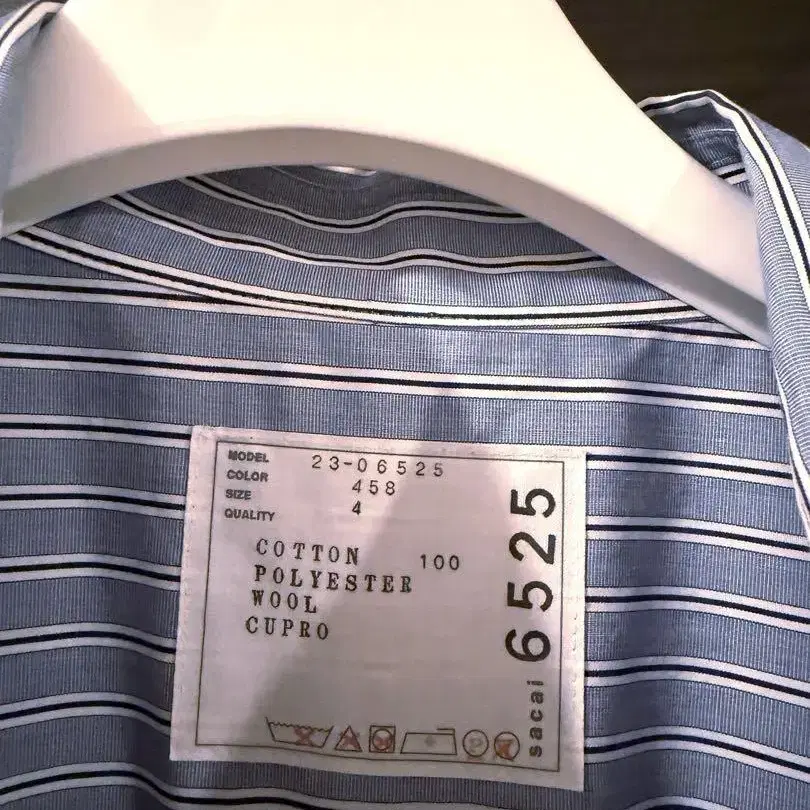 MODEL 23-06525
COLOR 458
SIZE 4
QUALITY
COTTON 100
POLYESTER
WOOL
CUPRO
sacai 6525
P